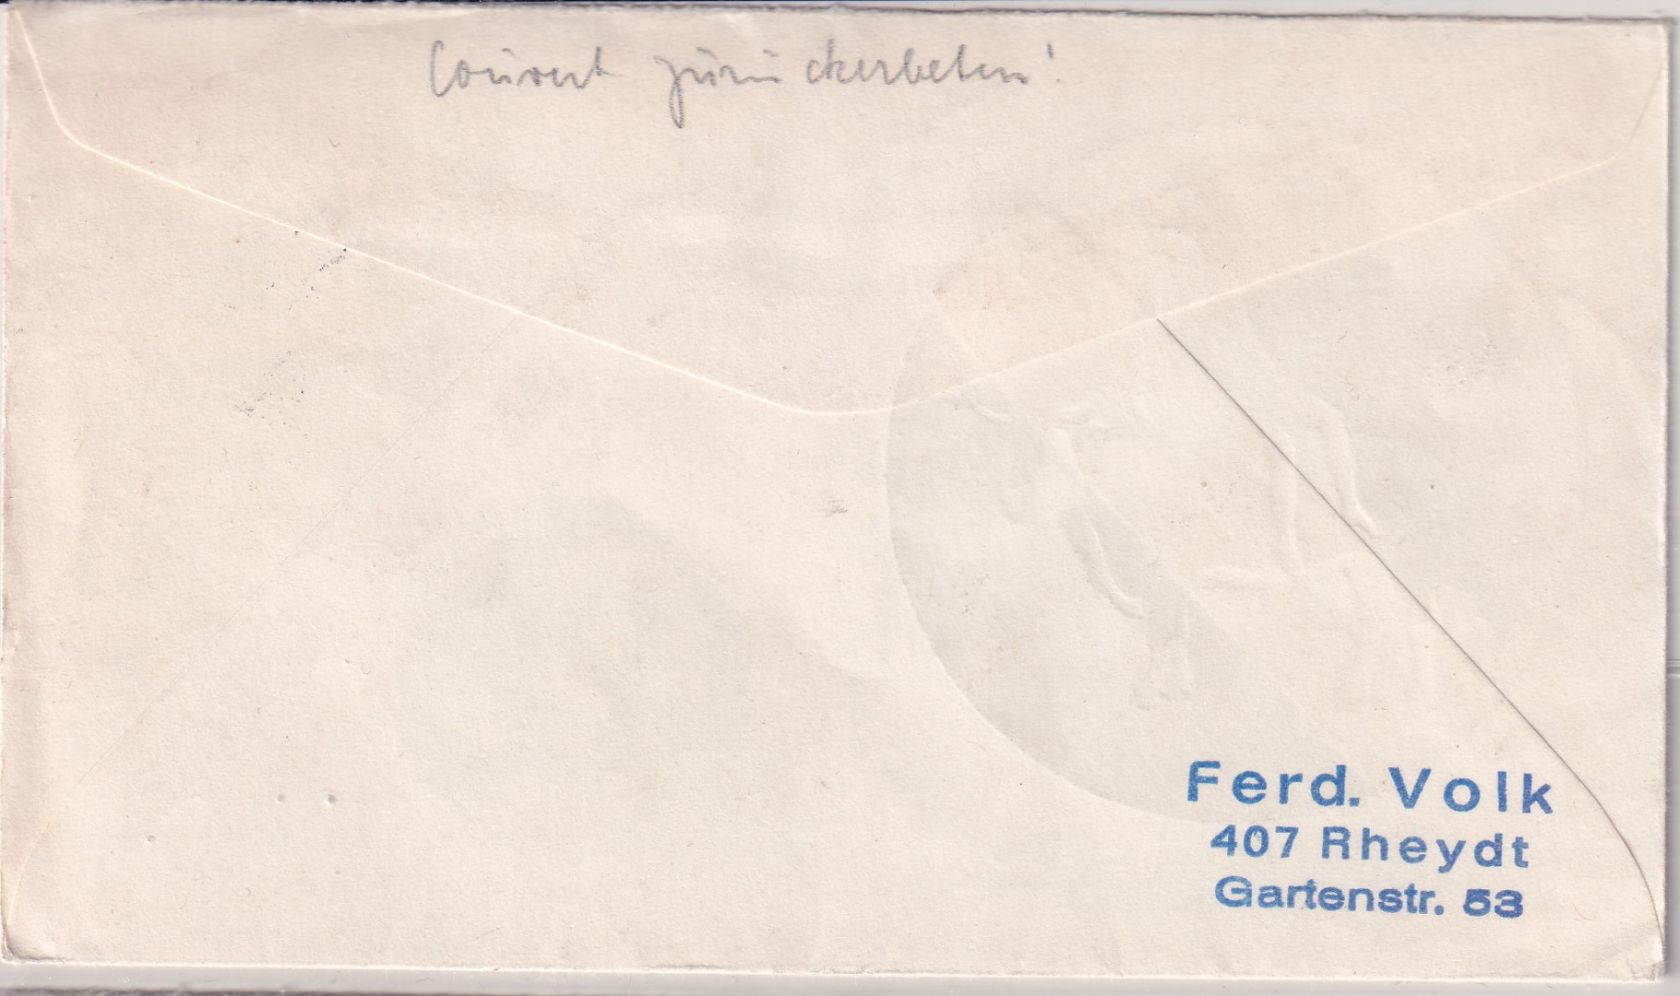 Couvert zurückerbeten!
Ferd. Volk
407 Rheydt
Gartenstr. 53